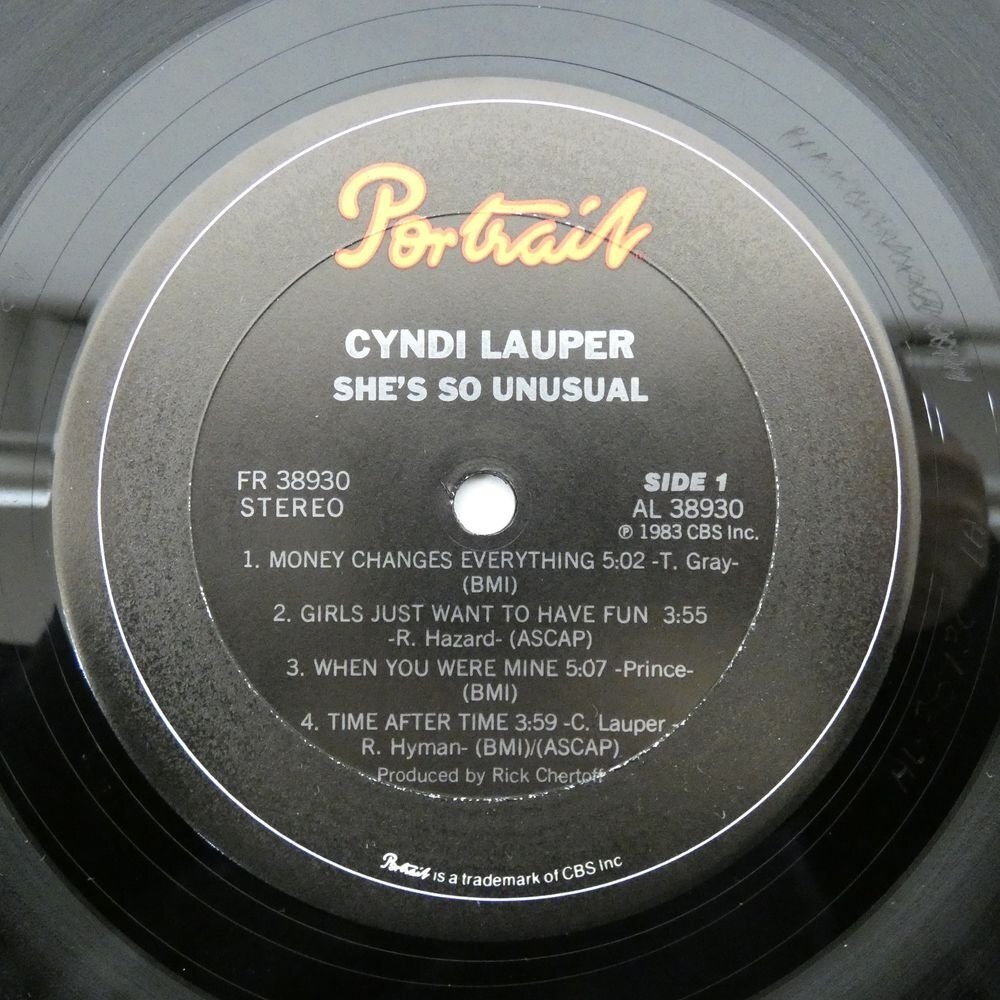 Portrait
CYNDI LAUPER
SHE'S SO UNUSUAL
FR 38930
STEREO
SIDE 1
AL 38930
℗ 1983 CBS Inc.
1. MONEY CHANGES EVERYTHING 5:02 -T. Gray-
(BMI)
2. GIRLS JUST WANT TO HAVE FUN 3:55
-R. Hazard- (ASCAP)
3. WHEN YOU WERE MINE 5:07 -Prince-
(BMI)
4. TIME AFTER TIME 3:59 -C. Lauper -
R. Hyman- (BMI)/(ASCAP)
Produced by Rick Chertoff
Portrait is a trademark of CBS Inc